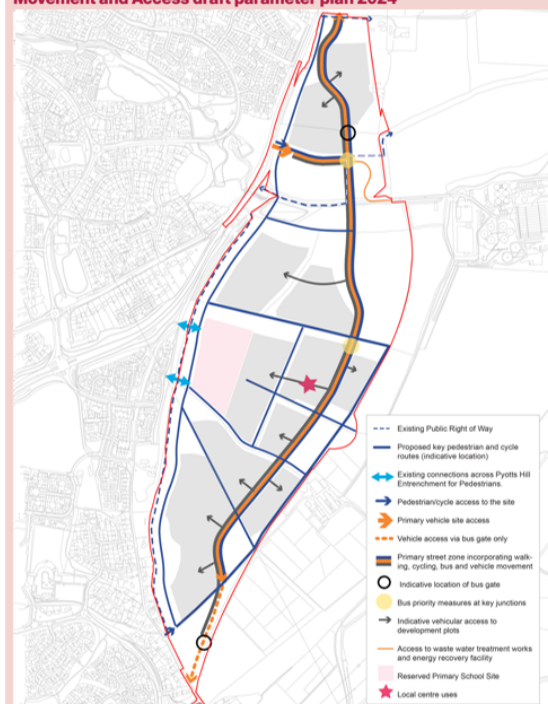 Movement and Access draft parameter plan 2024
Existing Public Right of Way
Proposed key pedestrian and cycle
routes (indicative location)
Existing connections across Pyotts Hill
Entrenchment for Pedestrians.
Pedestrian/cycle access to the site
Primary vehicle site access
Vehicle access via bus gate only
Primary street zone incorporating walk-
ing, cycling, bus and vehicle movement
Indicative location of bus gate
Bus priority measures at key junctions
Indicative vehicular access to
development plots
Access to waste water treatment works
and energy recovery facility
Reserved Primary School Site
Local centre uses